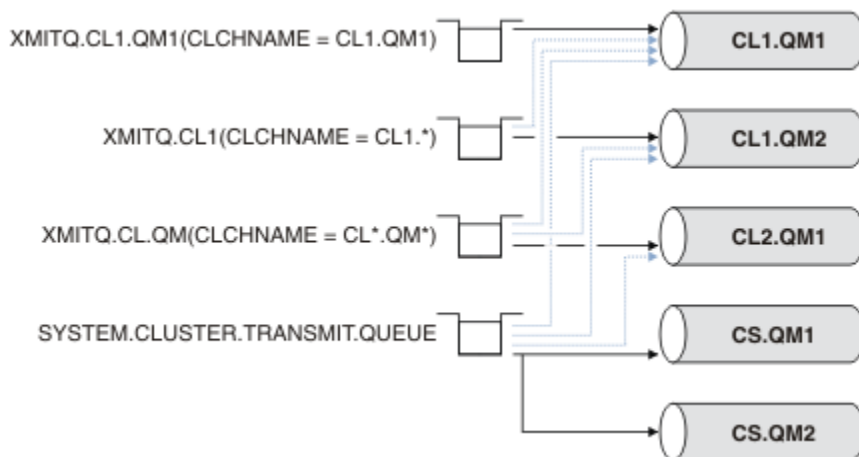 XMITQ.CL1.QM1(CLCHNAME = CL1.QM1)
CL1.QM1
XMITQ.CL1(CLCHNAME = CL1.*)
CL1.QM2
XMITQ.CL.QM(CLCHNAME = CL*.QM*)
CL2.QM1
SYSTEM.CLUSTER.TRANSMIT.QUEUE
CS.QM1
CS.QM2